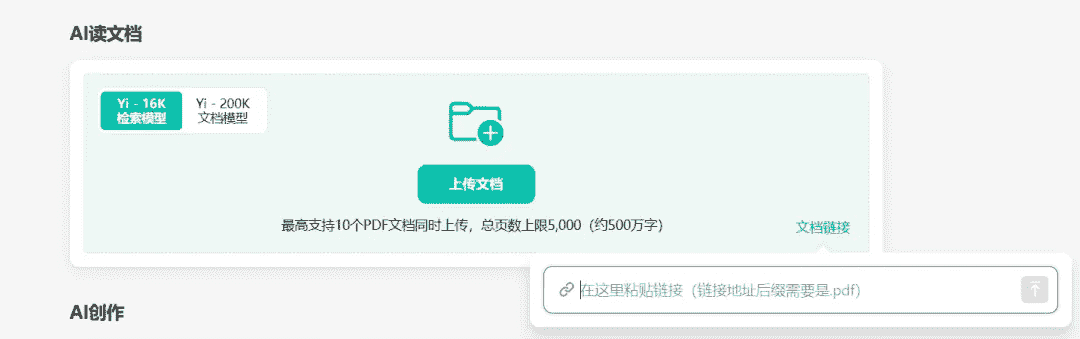 AI读文档
Yi - 16K
检索模型
Yi - 200K
文档模型
上传文档
最高支持10个PDF文档同时上传，总页数上限5,000（约500万字）
文档链接
在这里粘贴链接（链接地址后缀需要是.pdf）
AI创作